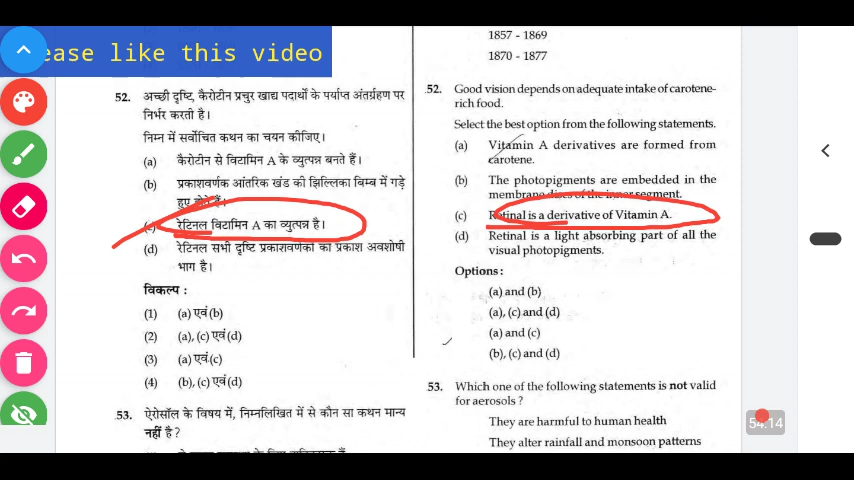 ease like this video
52. अच्छी दृष्टि, कैरोटीन प्रचुर खाद्य पदार्थों के पर्याप्त अंतर्ग्रहण पर
निर्भर करती है।
निम्न में सर्वोचित कथन का चयन कीजिए।
(a) कैरोटीन से विटामिन A के व्युत्पन्न बनते हैं।
(b) प्रकाशवर्णक आंतरिक खंड की झिल्लिका बिम्ब में गड़े
हुए होते हैं।
(c) रेटिनल विटामिन A का व्युत्पन्न है।
(d) रेटिनल सभी दृष्टि प्रकाशवर्णकों का प्रकाश अवशोषी
भाग है।
विकल्प :
(1) (a) एवं (b)
(2) (a), (c) एवं (d)
(3) (a) एवं (c)
(4) (b), (c) एवं (d)
53. ऐरोसॉल के विषय में, निम्नलिखित में से कौन सा कथन मान्य
नहीं है?
1857 - 1869
1870 - 1877
52. Good vision depends on adequate intake of carotene-
rich food.
Select the best option from the following statements.
(a) Vitamin A derivatives are formed from
carotene.
(b) The photopigments are embedded in the
membrane discs of the inner segment.
(c) Retinal is a derivative of Vitamin A.
(d) Retinal is a light absorbing part of all the
visual photopigments.
Options :
(a) and (b)
(a), (c) and (d)
(a) and (c)
(b), (c) and (d)
53. Which one of the following statements is not valid
for aerosols ?
They are harmful to human health
They alter rainfall and monsoon patterns
54:14